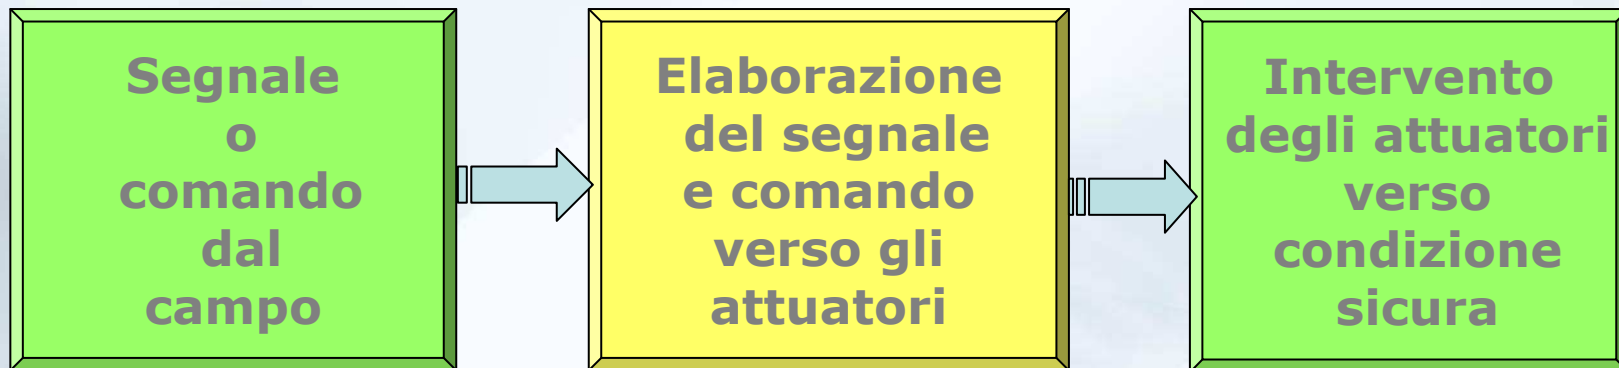 Segnale
o
comando
dal
campo
Elaborazione
del segnale
e comando
verso gli
attuatori
Intervento
degli attuatori
verso
condizione
sicura